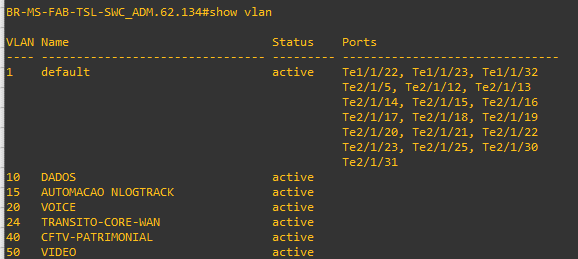 BR-MS-FAB-TSL-SWC_ADM.62.134#show vlan
VLAN Name Status Ports
---- -------------------------------- --------- -------------------------------
1 default active Te1/1/22, Te1/1/23, Te1/1/32
Te2/1/5, Te2/1/12, Te2/1/13
Te2/1/14, Te2/1/15, Te2/1/16
Te2/1/17, Te2/1/18, Te2/1/19
Te2/1/20, Te2/1/21, Te2/1/22
Te2/1/23, Te2/1/25, Te2/1/30
Te2/1/31
10 DADOS active
15 AUTOMACAO NLOGTRACK active
20 VOICE active
24 TRANSITO-CORE-WAN active
40 CFTV-PATRIMONIAL active
50 VIDEO active